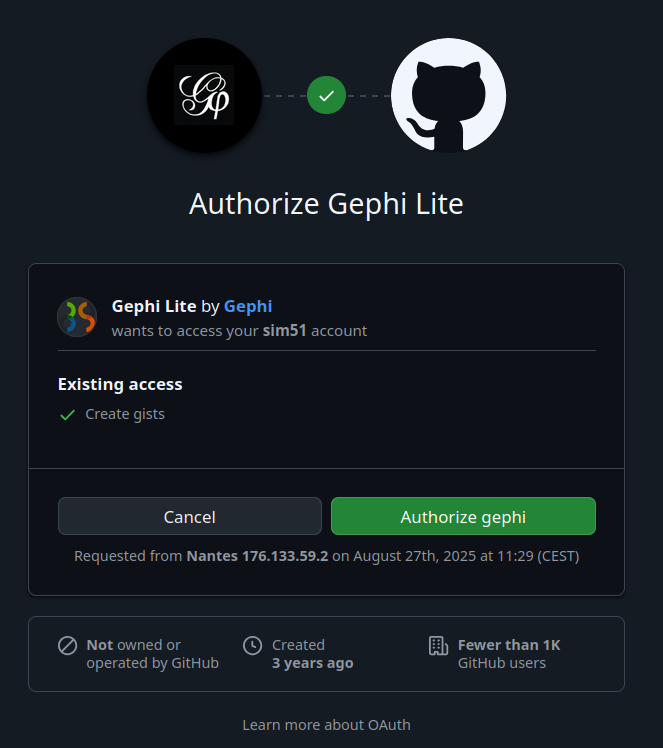 Gφ
Authorize Gephi Lite
Gephi Lite by Gephi
wants to access your sim51 account
Existing access
Create gists
Cancel
Authorize gephi
Requested from Nantes 176.133.59.2 on August 27th, 2025 at 11:29 (CEST)
Not owned or
operated by GitHub
Created
3 years ago
Fewer than 1K
GitHub users
Learn more about OAuth